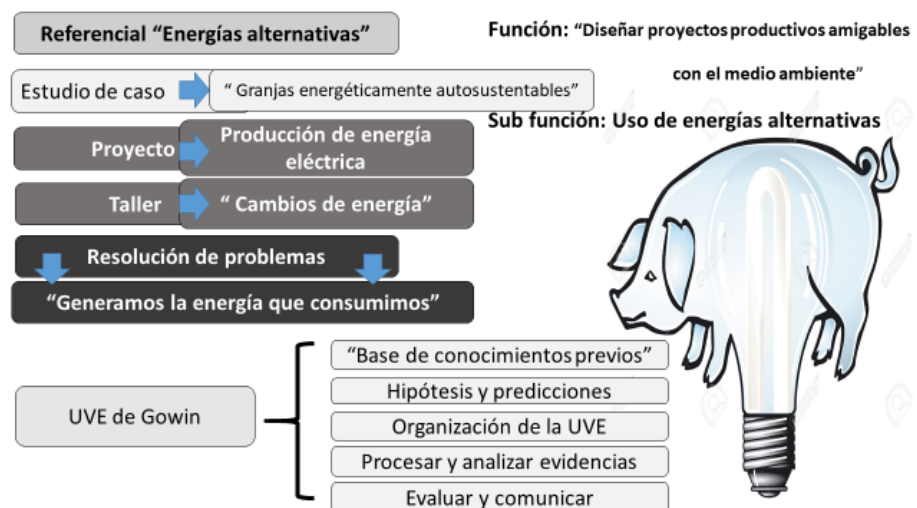 Referencial “Energías alternativas”
Estudio de caso
“ Granjas energéticamente autosustentables”
Proyecto
Producción de energía
eléctrica
Taller
“ Cambios de energía”
Resolución de problemas
“Generamos la energía que consumimos”
UVE de Gowin
“Base de conocimientos previos”
Hipótesis y predicciones
Organización de la UVE
Procesar y analizar evidencias
Evaluar y comunicar
Función: “Diseñar proyectos productivos amigables
con el medio ambiente”
Sub función: Uso de energías alternativas